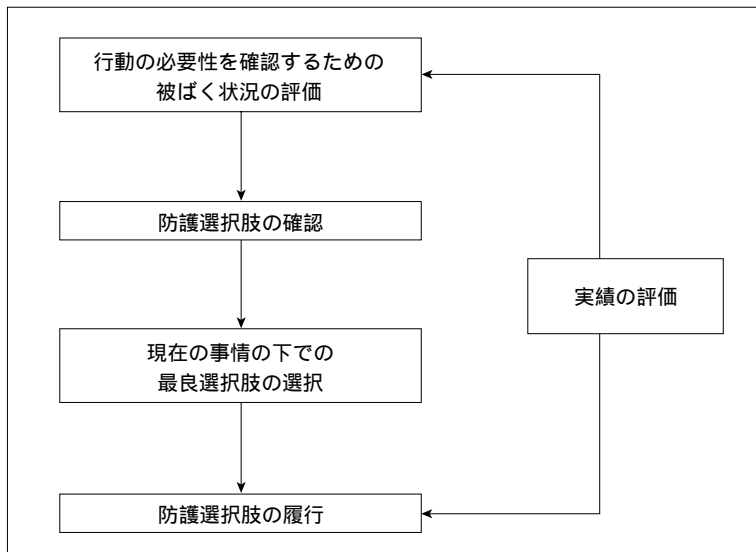 行動の必要性を確認するための
被ばく状況の評価
防護選択肢の確認
実績の評価
現在の事情の下での
最良選択肢の選択
防護選択肢の履行